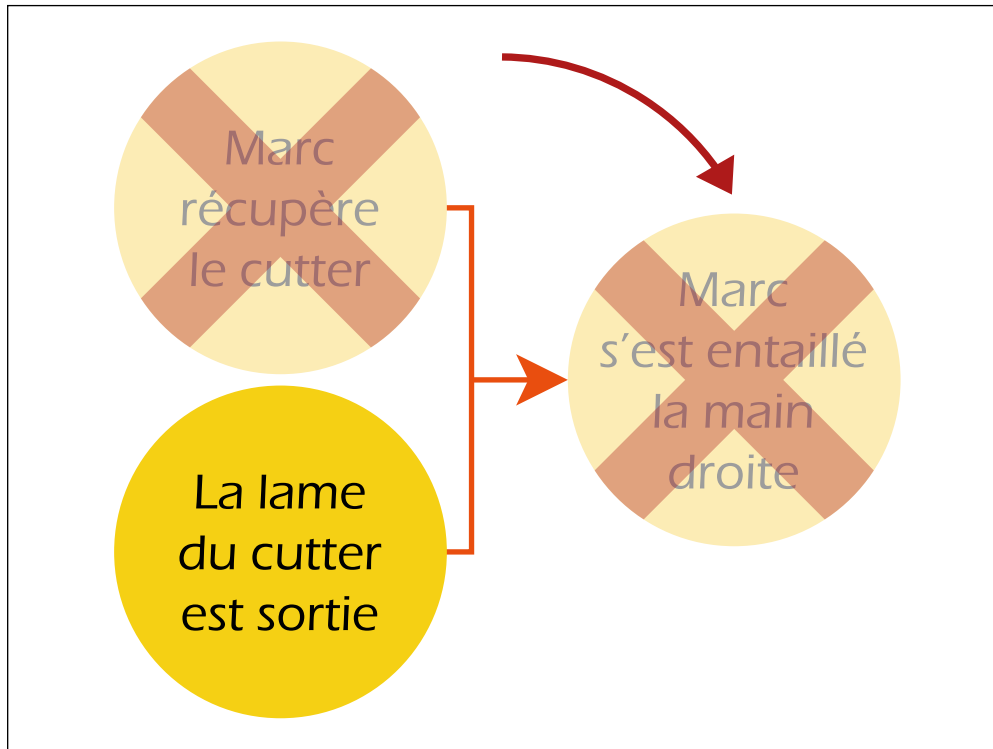 Marc
récupère
le cutter
La lame
du cutter
est sortie
Marc
s'est entaillé
la main
droite